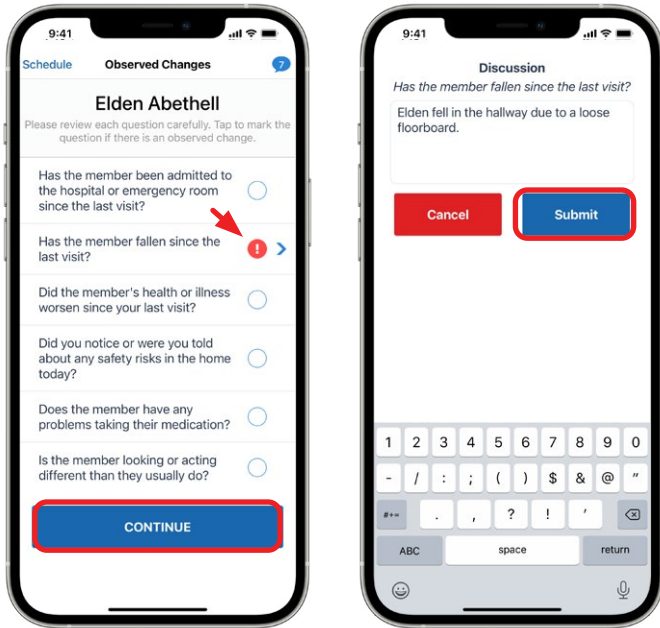 9:41
Schedule
Observed Changes
7
Elden Abethell
Please review each question carefully. Tap to mark the
question if there is an observed change.
Has the member been admitted to
the hospital or emergency room
since the last visit?
Has the member fallen since the
last visit?
!
Did the member's health or illness
worsen since your last visit?
Did you notice or were you told
about any safety risks in the home
today?
Does the member have any
problems taking their medication?
Is the member looking or acting
different than they usually do?
CONTINUE
9:41
Discussion
Has the member fallen since the last visit?
Elden fell in the hallway due to a loose
floorboard.
Cancel
Submit
1 2 3 4 5 6 7 8 9 0
- / : ; ( ) $ & @ "
#+= . , ? ! '
ABC space return